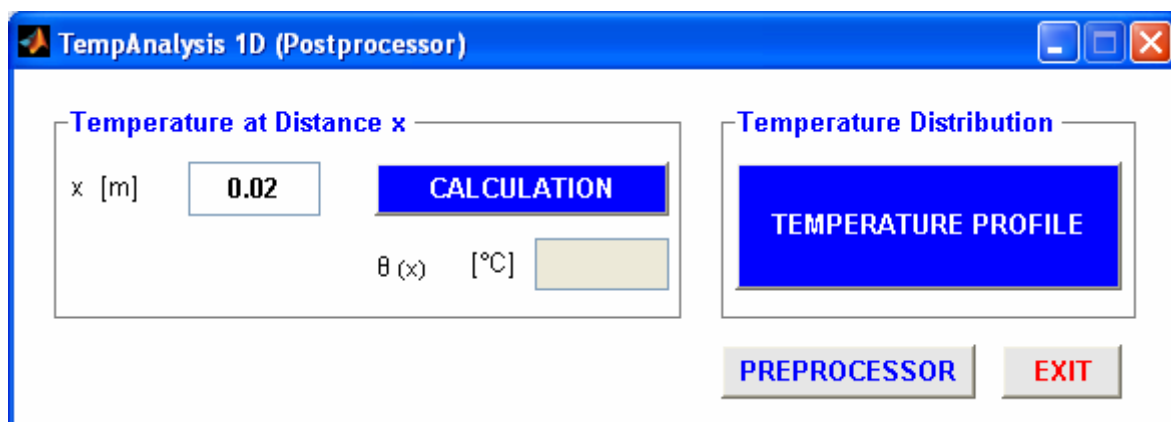 TempAnalysis 1D (Postprocessor)
Temperature at Distance x
x [m] 0.02 CALCULATION
θ (x) [°C]
Temperature Distribution
TEMPERATURE PROFILE
PREPROCESSOR EXIT